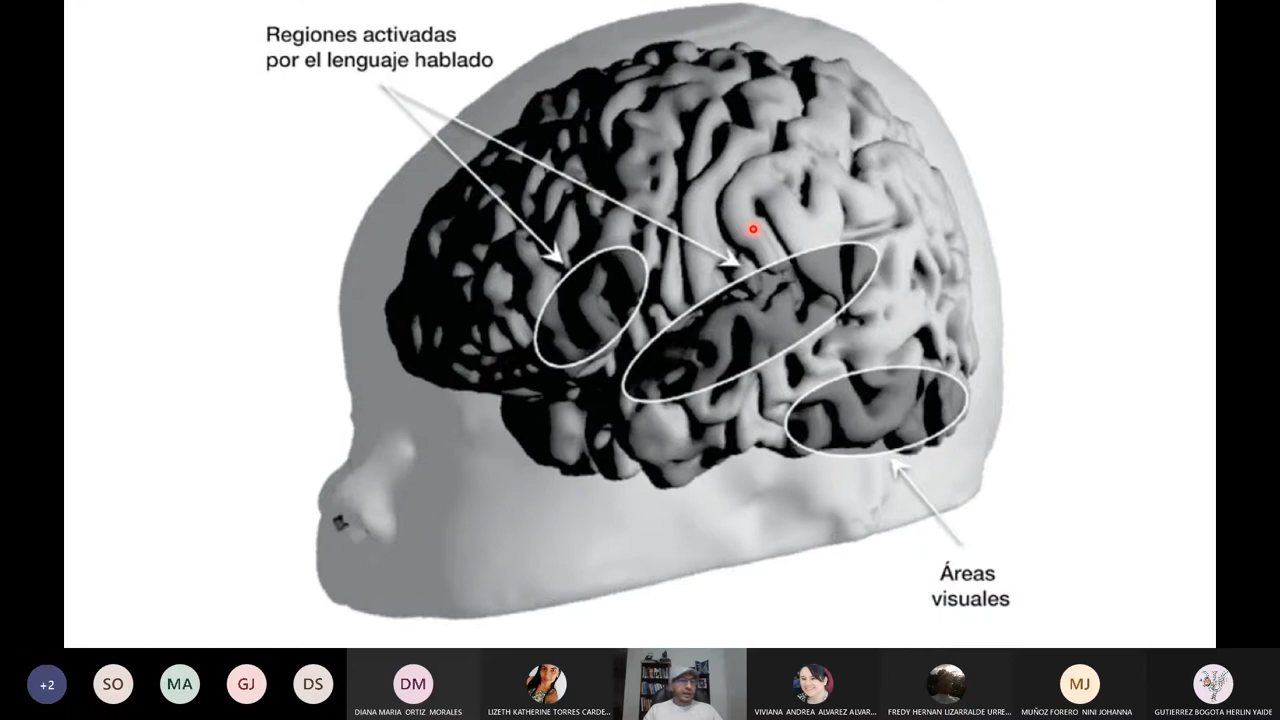 Regiones activadas
por el lenguaje hablado
Áreas
visuales
+2
SO
MA
GJ
DS
DM
MJ
DIANA MARIA ORTIZ MORALES
LIZETH KATHERINE TORRES CARDE...
VIVIANA ANDREA ALVAREZ ALVAR...
FREDY HERNAN LIZARRALDE URRE...
MUÑOZ FORERO NINI JOHANNA
GUTIERREZ BOGOTA HERLIN YAIDE